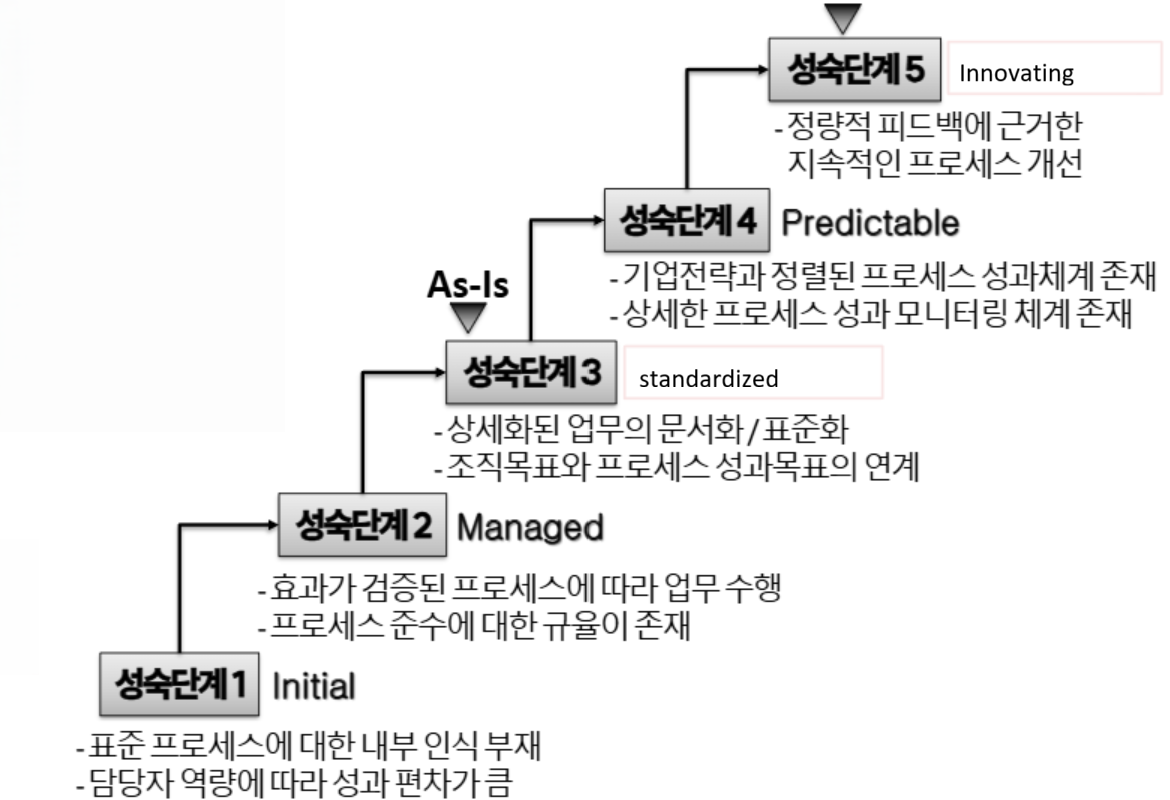 성숙단계 5 Innovating
- 정량적 피드백에 근거한
지속적인 프로세스 개선
성숙단계 4 Predictable
- 기업전략과 정렬된 프로세스 성과체계 존재
- 상세한 프로세스 성과 모니터링 체계 존재
As-Is
성숙단계 3 standardized
- 상세화된 업무의 문서화 / 표준화
- 조직목표와 프로세스 성과목표의 연계
성숙단계 2 Managed
- 효과가 검증된 프로세스에 따라 업무 수행
- 프로세스 준수에 대한 규율이 존재
성숙단계 1 Initial
- 표준 프로세스에 대한 내부 인식 부재
- 담당자 역량에 따라 성과 편차가 큼